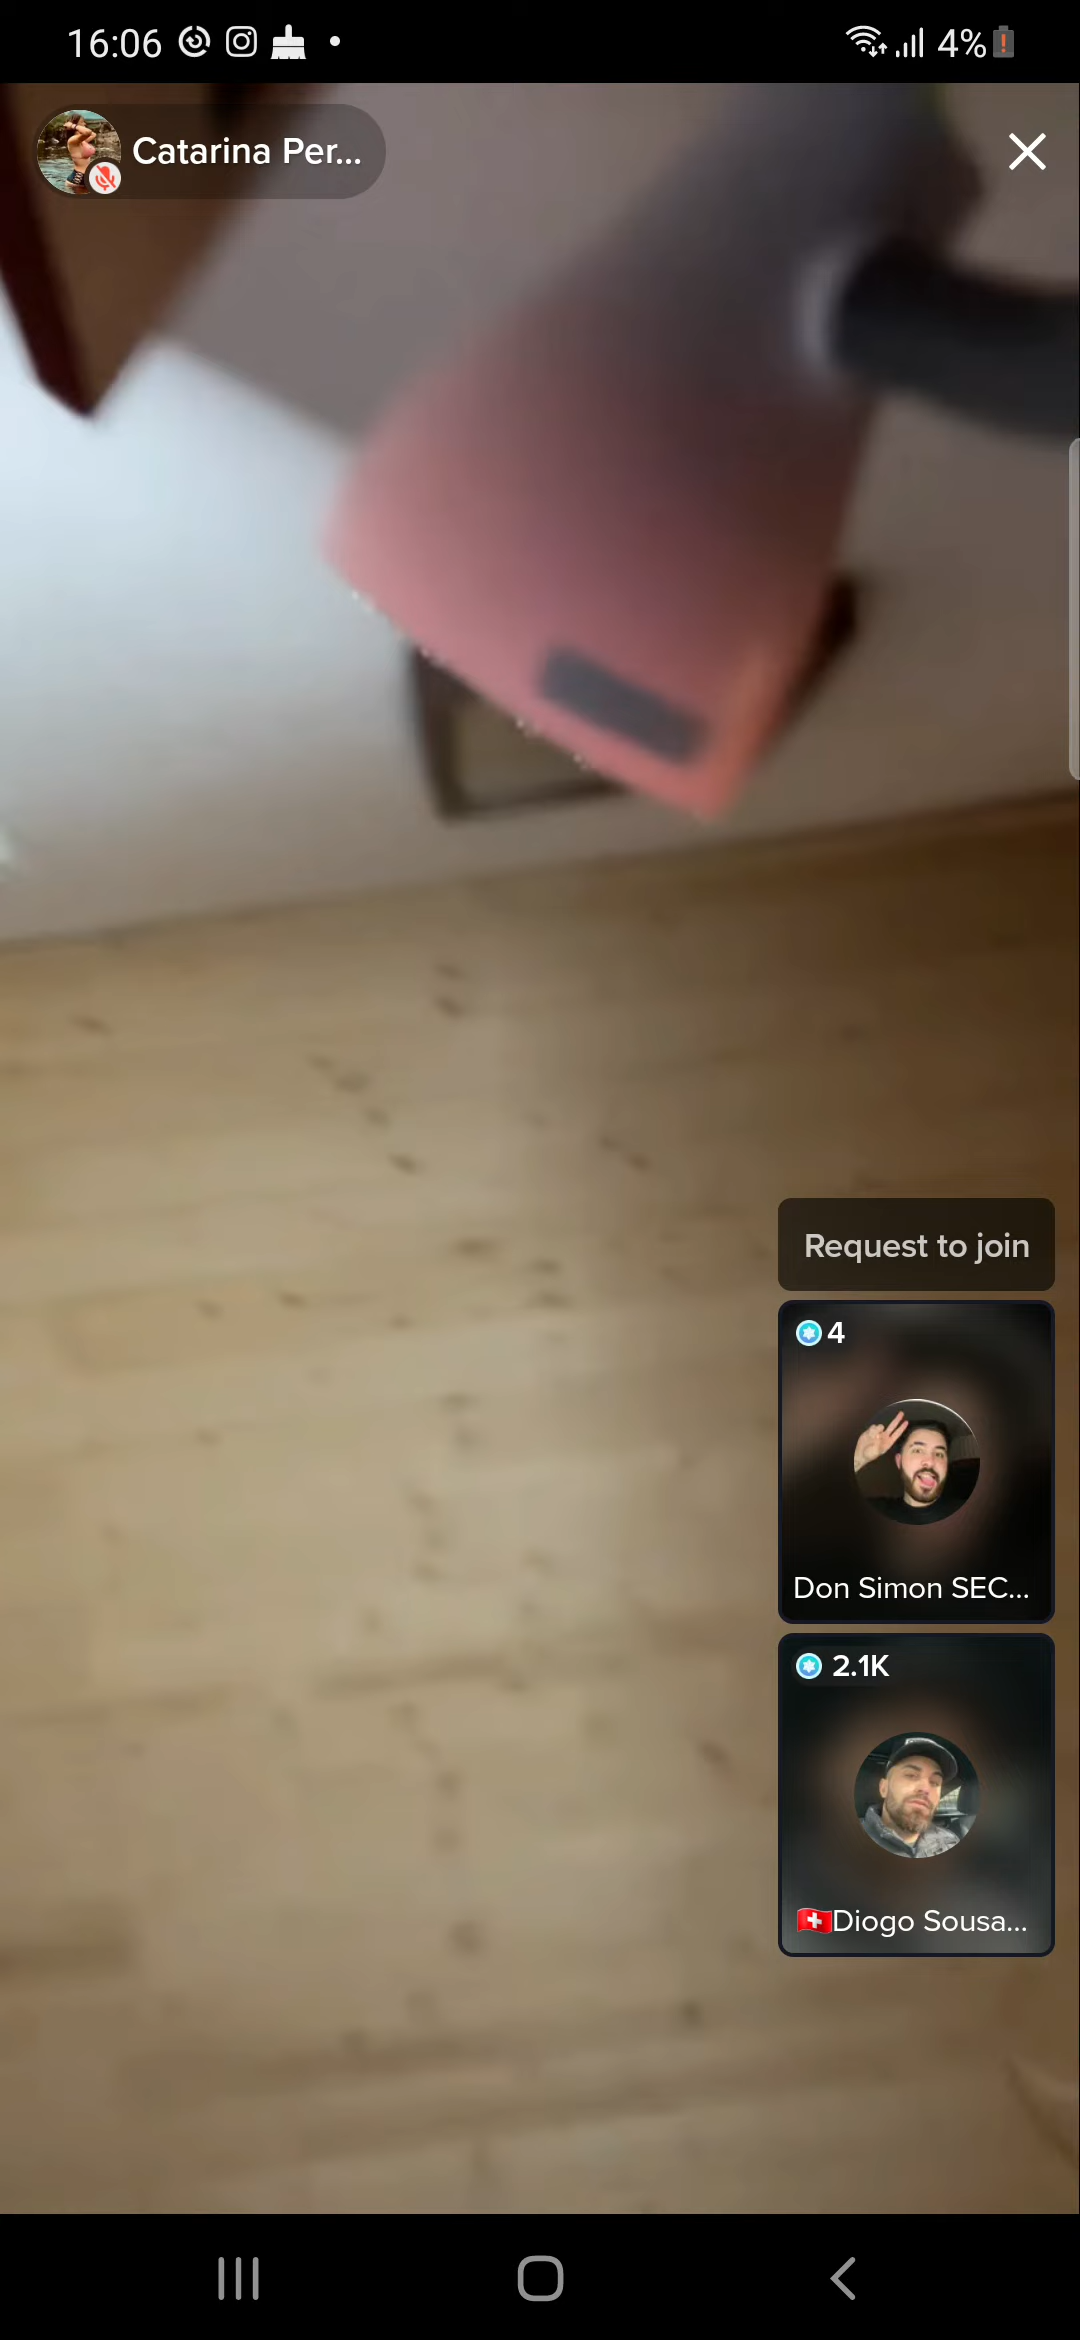 16:06
4%
Catarina Per...
Request to join
4
Don Simon SEC...
2.1K
🇨🇭Diogo Sousa...